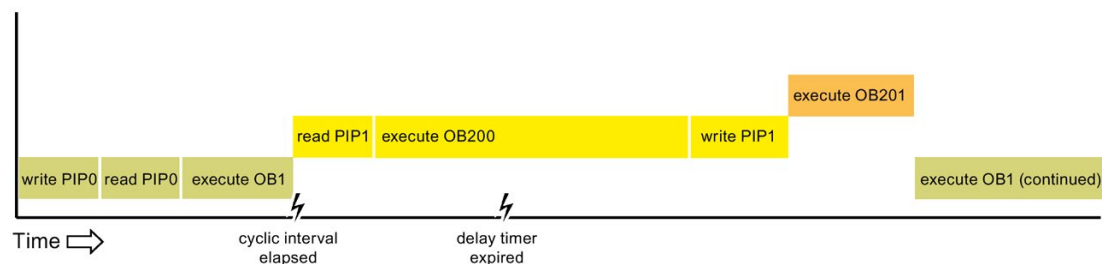 execute OB201
read PIP1
execute OB200
write PIP1
write PIP0
read PIP0
execute OB1
execute OB1 (continued)
Time
cyclic interval
elapsed
delay timer
expired